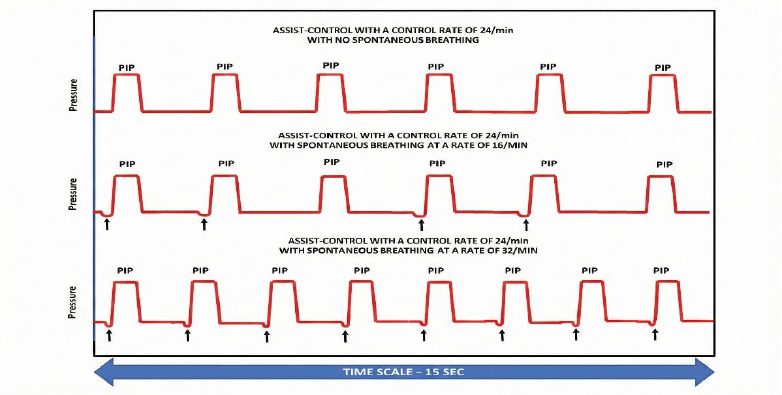 ASSIST-CONTROL WITH A CONTROL RATE OF 24/min
WITH NO SPONTANEOUS BREATHING
PIP PIP PIP PIP PIP PIP
Pressure
ASSIST-CONTROL WITH A CONTROL RATE OF 24/min
WITH SPONTANEOUS BREATHING AT A RATE OF 16/MIN
PIP PIP PIP PIP PIP PIP
Pressure
ASSIST-CONTROL WITH A CONTROL RATE OF 24/min
WITH SPONTANEOUS BREATHING AT A RATE OF 32/MIN
PIP PIP PIP PIP PIP PIP PIP PIP
Pressure
TIME SCALE – 15 SEC